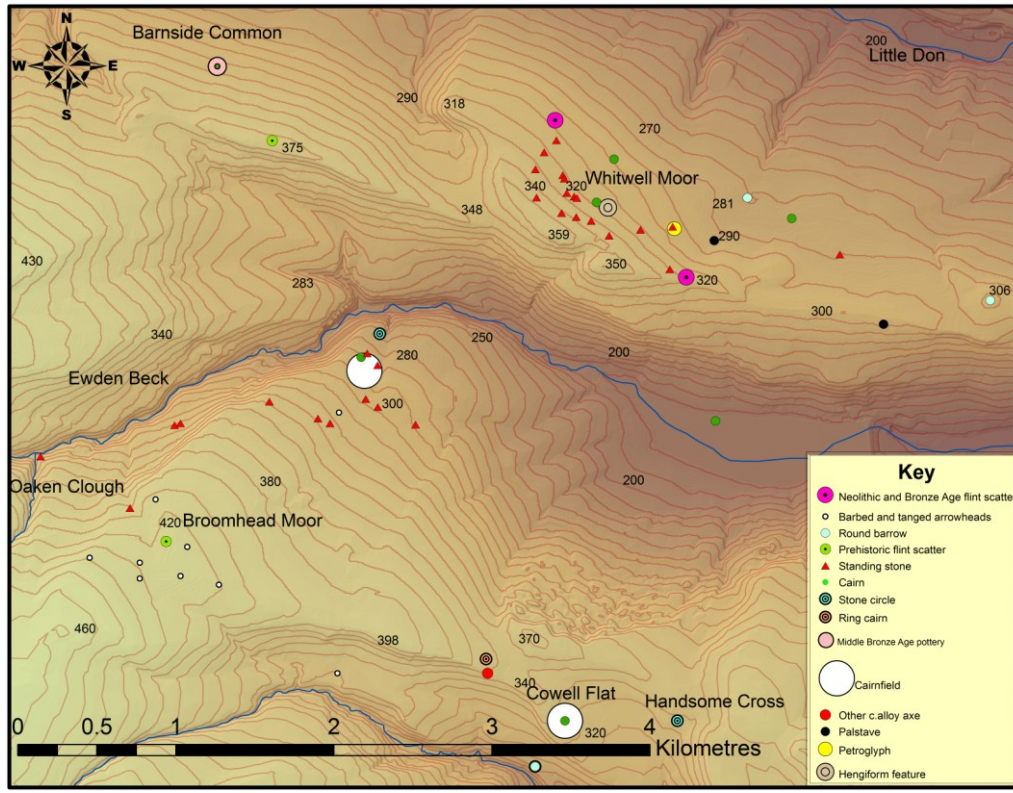 N
W E
S
Barnside Common
200
Little Don
290
318
270
375
Whitwell Moor
340
320
281
348
359
290
430
350
320
306
283
300
340
250
280
200
Ewden Beck
300
Oaken Clough
380
200
420
Broomhead Moor
460
398
370
340
Cowell Flat
Handsome Cross
320
0 0.5 1 2 3 4
Kilometres
Key
Neolithic and Bronze Age flint scatte
Barbed and tanged arrowheads
Round barrow
Prehistoric flint scatter
Standing stone
Cairn
Stone circle
Ring cairn
Middle Bronze Age pottery
Cairnfield
Other c.alloy axe
Palstave
Petroglyph
Hengiform feature